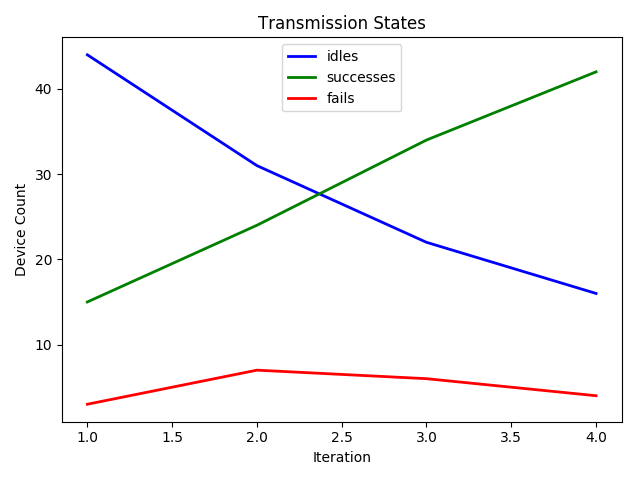 Transmission States
idles
successes
fails
Device Count
40
30
20
10
1.0 1.5 2.0 2.5 3.0 3.5 4.0
Iteration